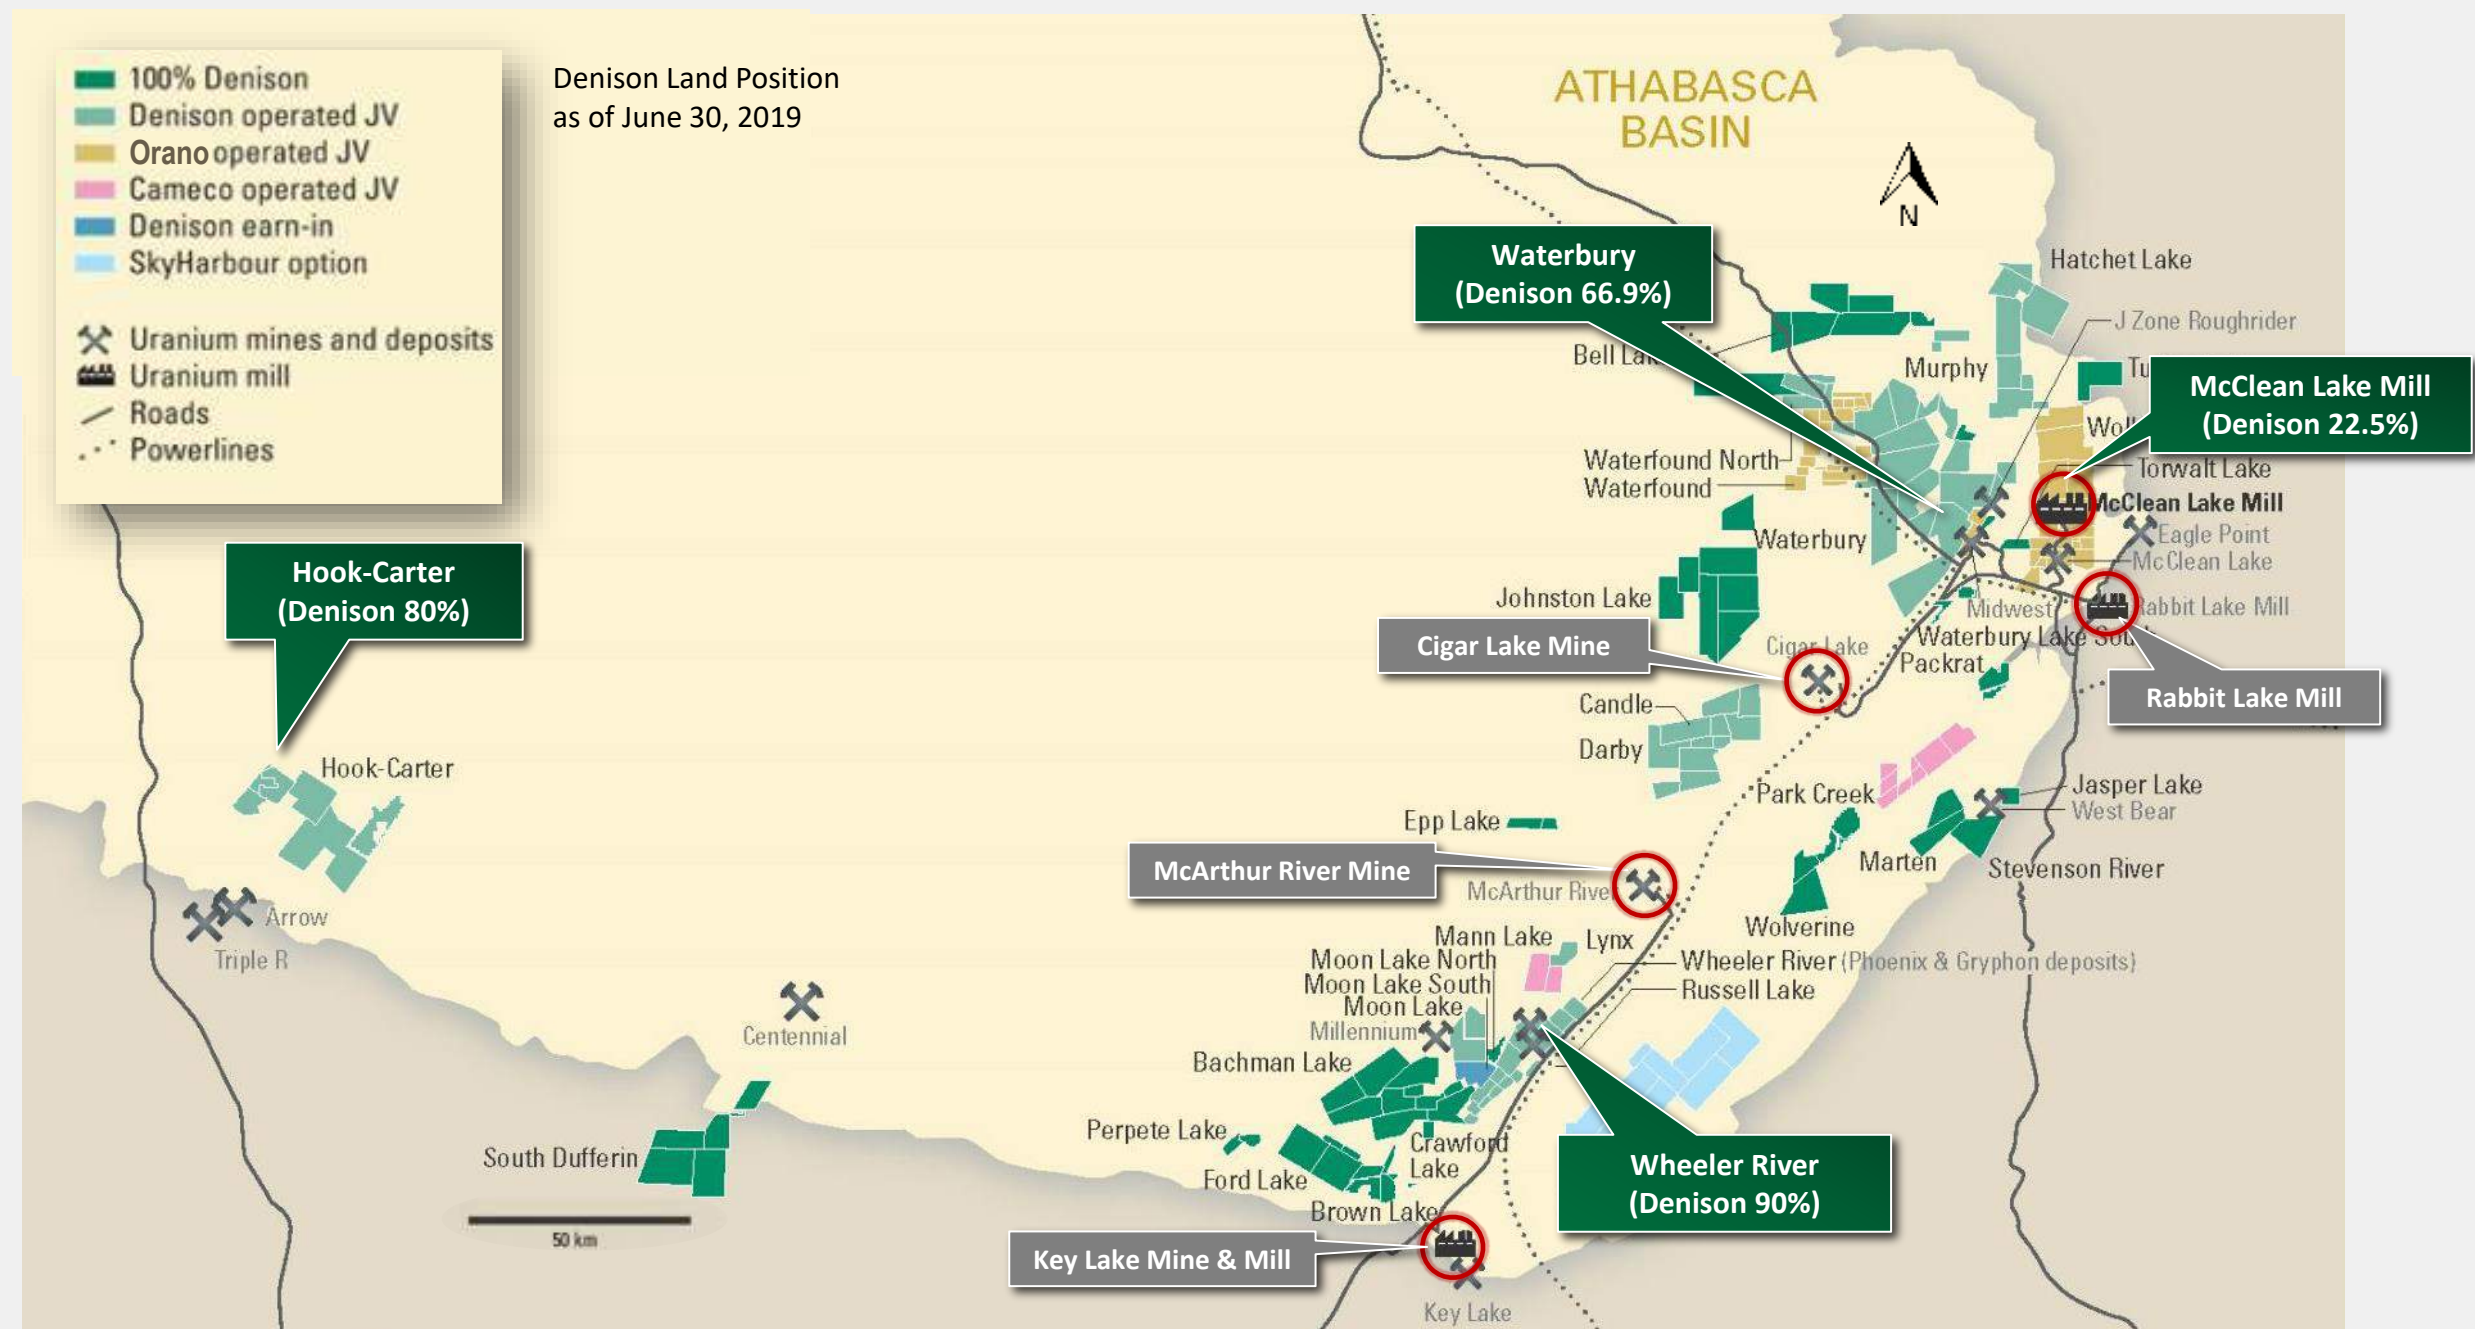 100% Denison
Denison operated JV
Orano operated JV
Cameco operated JV
Denison earn-in
SkyHarbour option
Uranium mines and deposits
Uranium mill
Roads
Powerlines
Denison Land Position
as of June 30, 2019
ATHABASCA
BASIN
N
Waterbury
(Denison 66.9%)
Hatchet Lake
J Zone Roughrider
Bell
Murphy
McClean Lake Mill
(Denison 22.5%)
Waterfound North
Waterfound
Torwalt Lake
McClean Lake Mill
Eagle Point
McClean Lake
Waterbury
Hook-Carter
(Denison 80%)
Johnston Lake
Midwest
Rabbit Lake Mill
Waterbury Lake
Packrat
Cigar Lake Mine
Cigar Lake
Rabbit Lake Mill
Candle
Darby
Hook-Carter
Park Creek
Jasper Lake
West Bear
Epp Lake
Marten
Stevenson River
McArthur River Mine
McArthur River
Wolverine
Arrow
Triple R
Mann Lake
Lynx
Moon Lake North
Moon Lake South
Moon Lake
Millennium
Wheeler River (Phoenix & Gryphon deposits)
Russell Lake
Centennial
Bachman Lake
Perpete Lake
Crawford
Lake
South Dufferin
Ford Lake
Brown Lake
Wheeler River
(Denison 90%)
50 km
Key Lake Mine & Mill
Key Lake